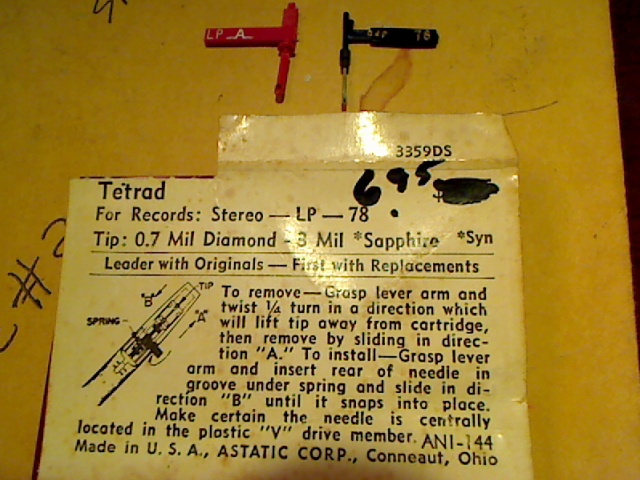 LP A
78
3359DS
6.95
Tetrad
For Records: Stereo — LP — 78
Tip: 0.7 Mil Diamond - 3 Mil *Sapphire *Syn
Leader with Originals — First with Replacements
To remove — Grasp lever arm and
twist ¼ turn in a direction which
will lift tip away from cartridge,
then remove by sliding in direc-
tion "A." To install — Grasp lever
arm and insert rear of needle in
groove under spring and slide in di-
rection "B" until it snaps into place.
Make certain the needle is centrally
located in the plastic "V" drive member. AN1-144
Made in U. S. A., ASTATIC CORP., Conneaut, Ohio
TIP
"B"
SPRING
"A"